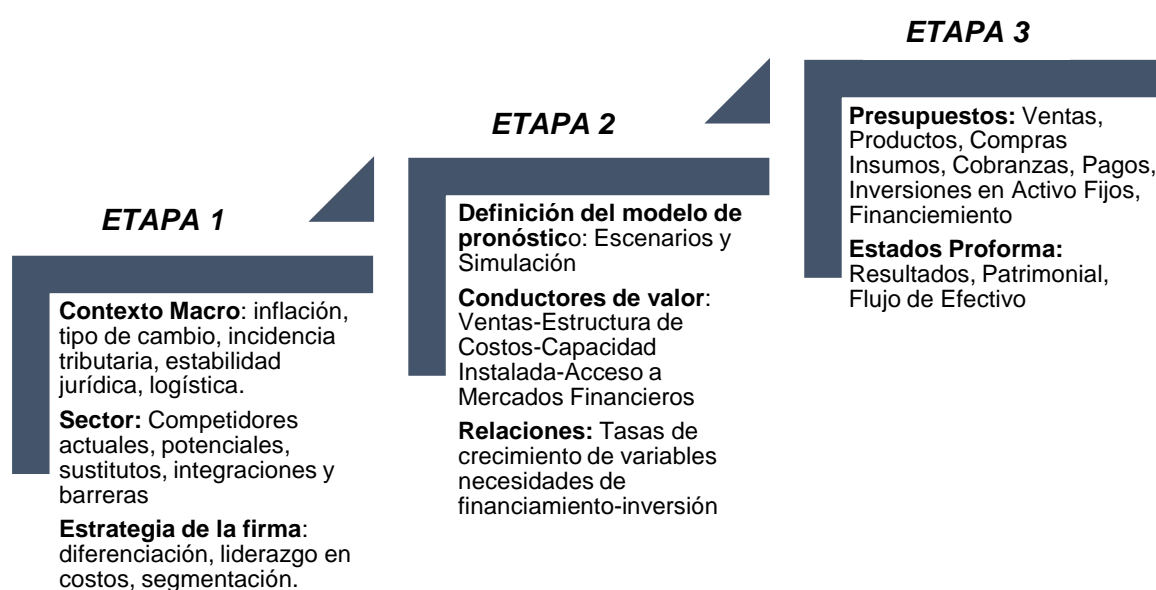 ETAPA 1
Contexto Macro: inflación,
tipo de cambio, incidencia
tributaria, estabilidad
jurídica, logística.
Sector: Competidores
actuales, potenciales,
sustitutos, integraciones y
barreras
Estrategia de la firma:
diferenciación, liderazgo en
costos, segmentación.
ETAPA 2
Definición del modelo de
pronóstico: Escenarios y
Simulación
Conductores de valor:
Ventas-Estructura de
Costos-Capacidad
Instalada-Acceso a
Mercados Financieros
Relaciones: Tasas de
crecimiento de variables
necesidades de
financiamiento-inversión
ETAPA 3
Presupuestos: Ventas,
Productos, Compras
Insumos, Cobranzas, Pagos,
Inversiones en Activo Fijos,
Financiemiento
Estados Proforma:
Resultados, Patrimonial,
Flujo de Efectivo